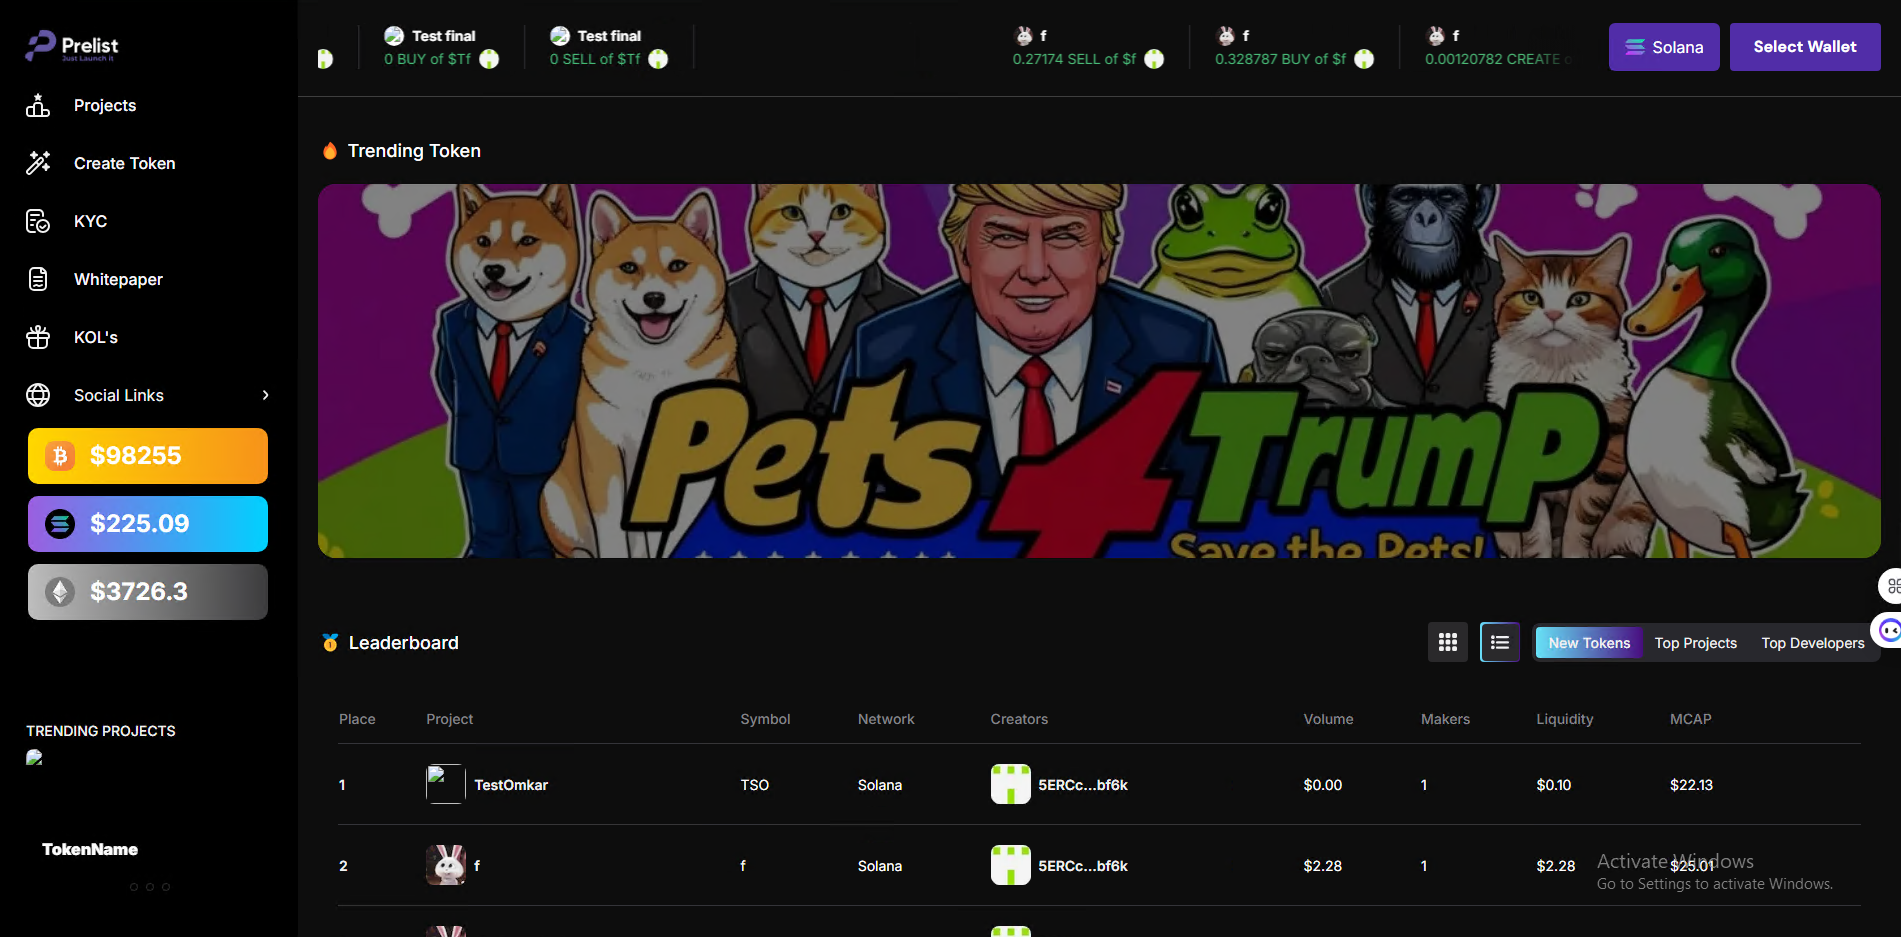 Prelist
Just Launch it
Projects
Create Token
KYC
Whitepaper
KOL's
Social Links
$98255
$225.09
$3726.3
TRENDING PROJECTS
TokenName
Test final
0 BUY of $Tf
Test final
0 SELL of $Tf
f
0.27174 SELL of $f
f
0.328787 BUY of $f
f
0.00120782 CREATE
Solana
Select Wallet
Trending Token
Pets 4 Trump
Save the Pets!
Leaderboard
New Tokens Top Projects Top Developers
Place Project Symbol Network Creators Volume Makers Liquidity MCAP
1 TestOmkar TSO Solana 5ERCc...bf6k $0.00 1 $0.10 $22.13
2 f f Solana 5ERCc...bf6k $2.28 1 $2.28 $25.01
Activate Windows
Go to Settings to activate Windows.